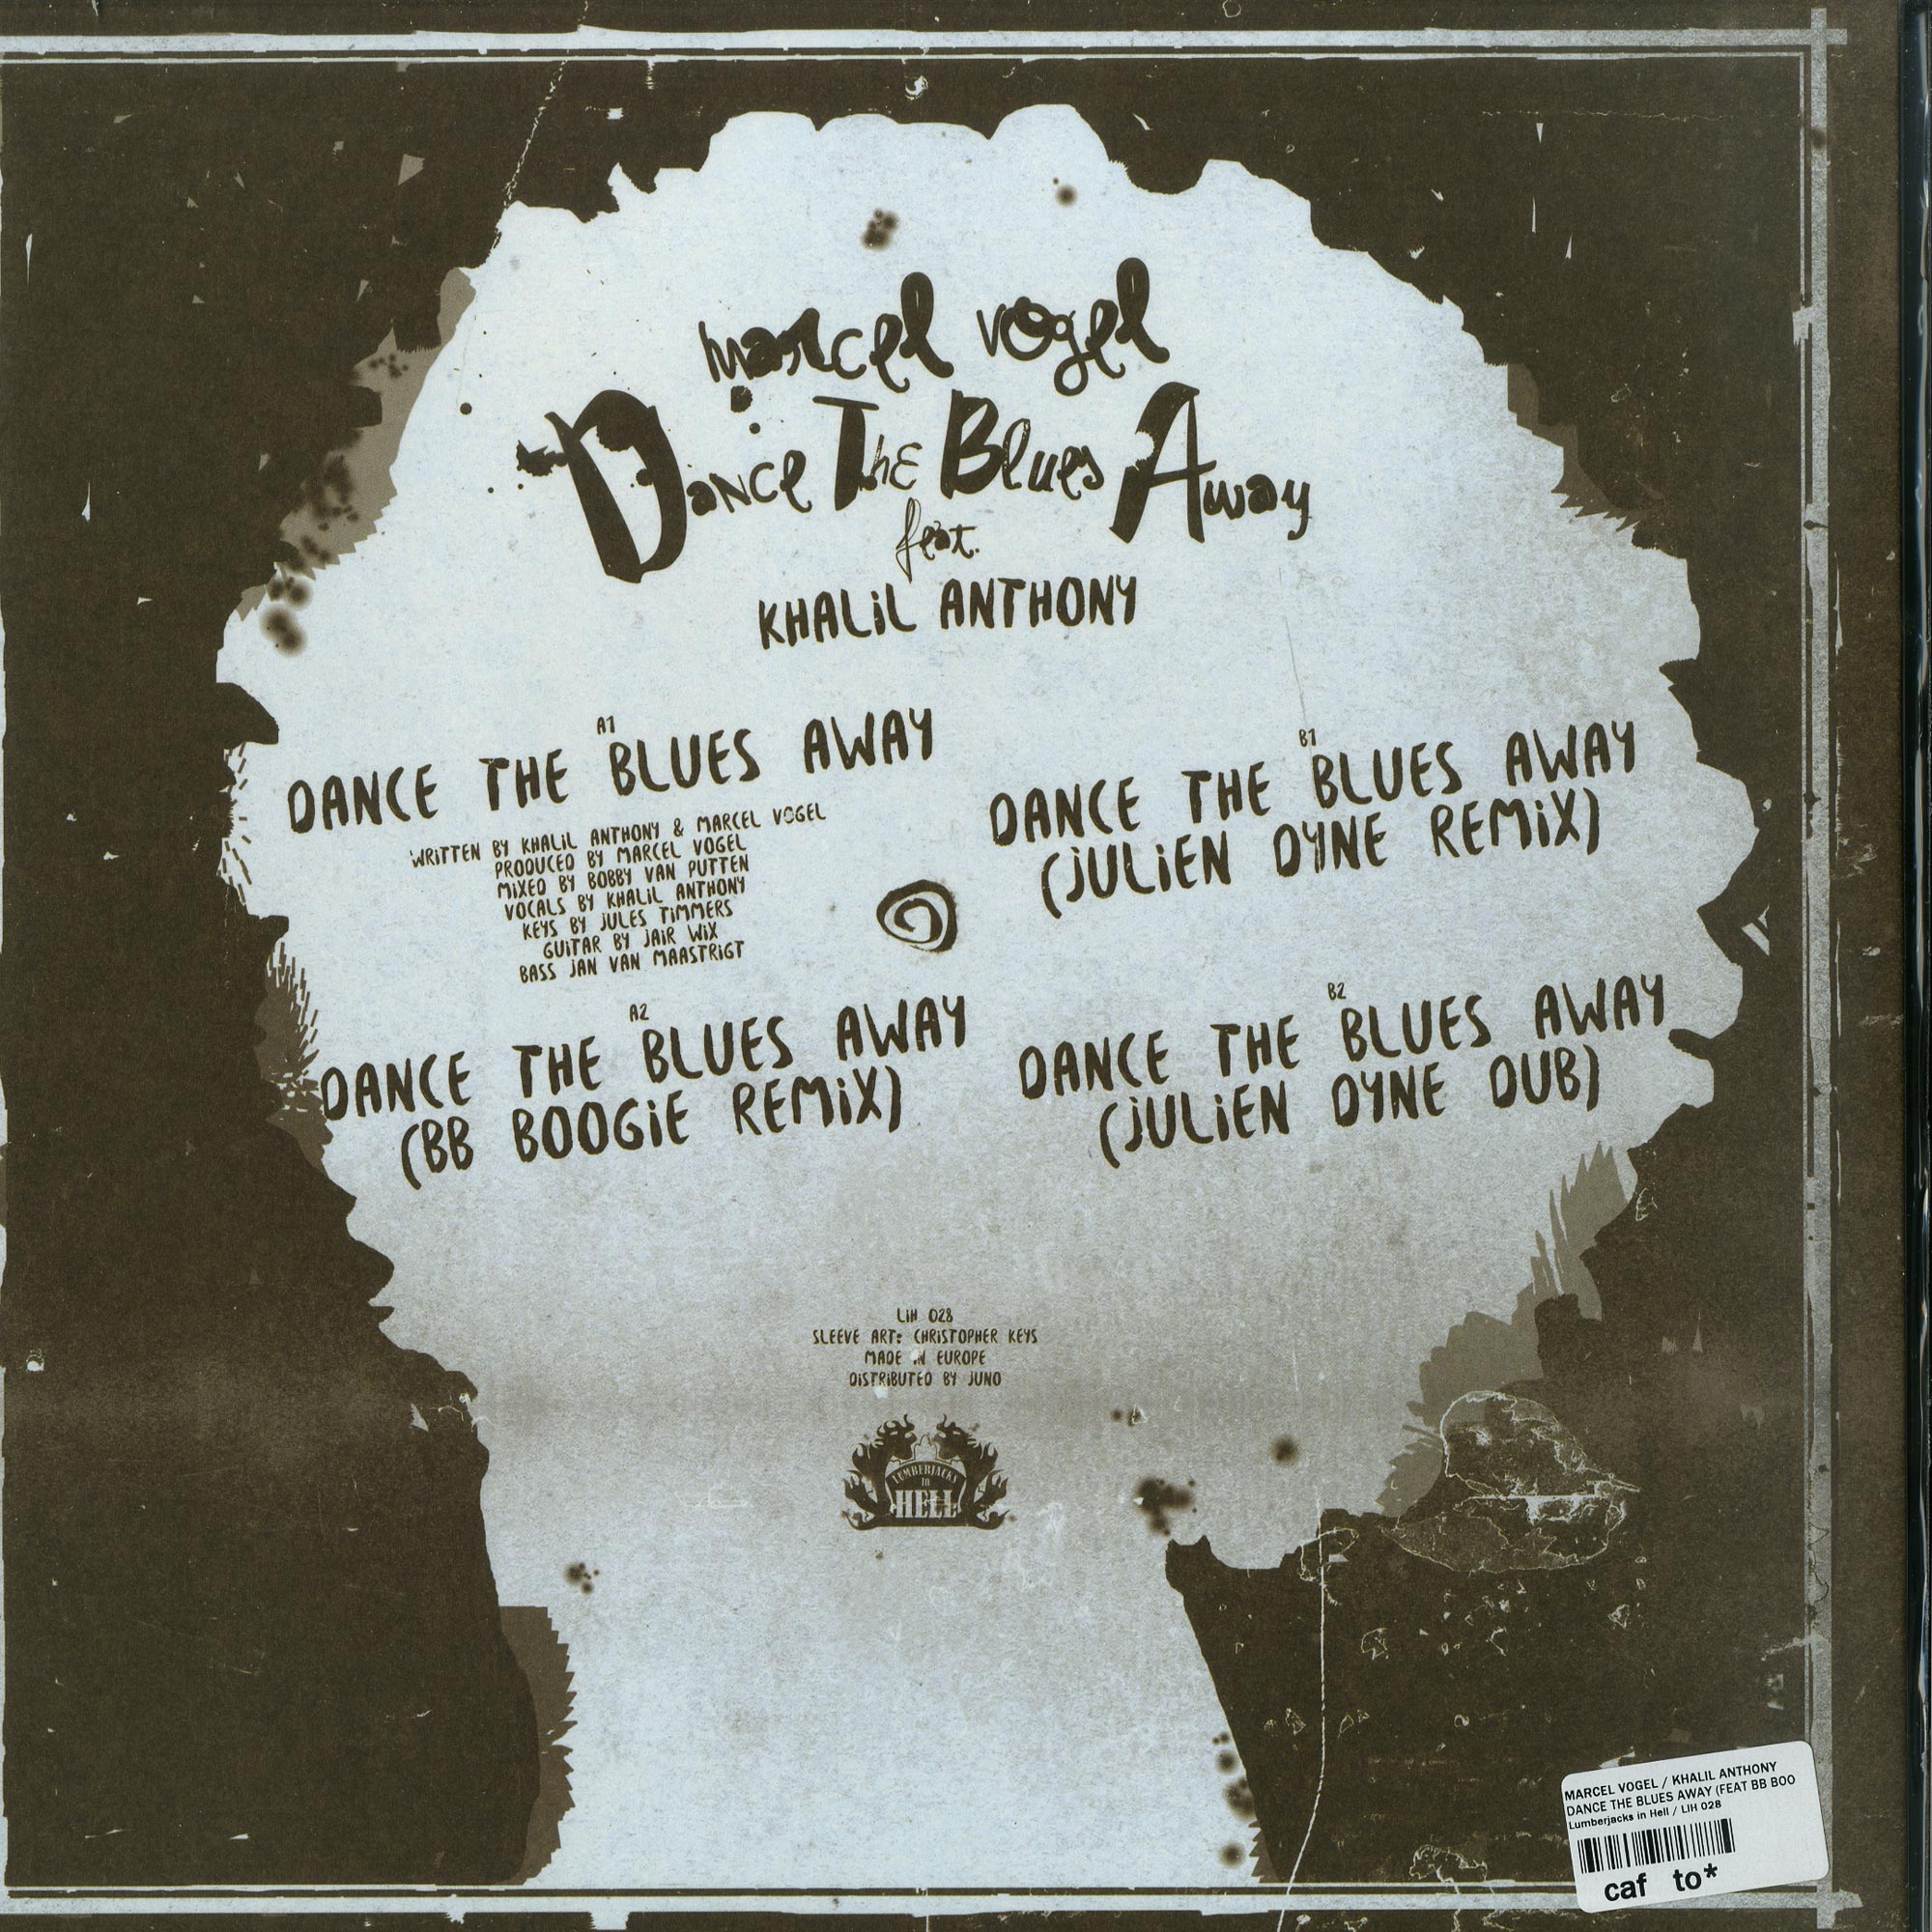 marcel vogel
Dance The Blues Away
feat.
KHALiL ANTHONY
A1
DANCE THE BLUES AWAY
WRiTTEN BY KHALiL ANTHONY & MARCEL VOGEL
PRODUCED BY MARCEL VOGEL
MiXED BY BOBBY VAN PUTTEN
VOCALS BY KHALiL ANTHONY
KEYS BY JULES TiMMERS
GUiTAR BY JAiR WiX
BASS JAN VAN MAASTRiGT
A2
DANCE THE BLUES AWAY
(BB BOOGiE REMiX)
B1
DANCE THE BLUES AWAY
(JULiEN DYNE REMiX)
B2
DANCE THE BLUES AWAY
(JULiEN DYNE DUB)
LiH 028
SLEEVE ART: CHRiSTOPHER KEYS
MADE iN EUROPE
DiSTRiBUTED BY JUNO
LUMBERJACKS
IN
HELL
MARCEL VOGEL / KHALIL ANTHONY
DANCE THE BLUES AWAY (FEAT BB BOO
Lumberjacks in Hell / LIH 028
caf to*